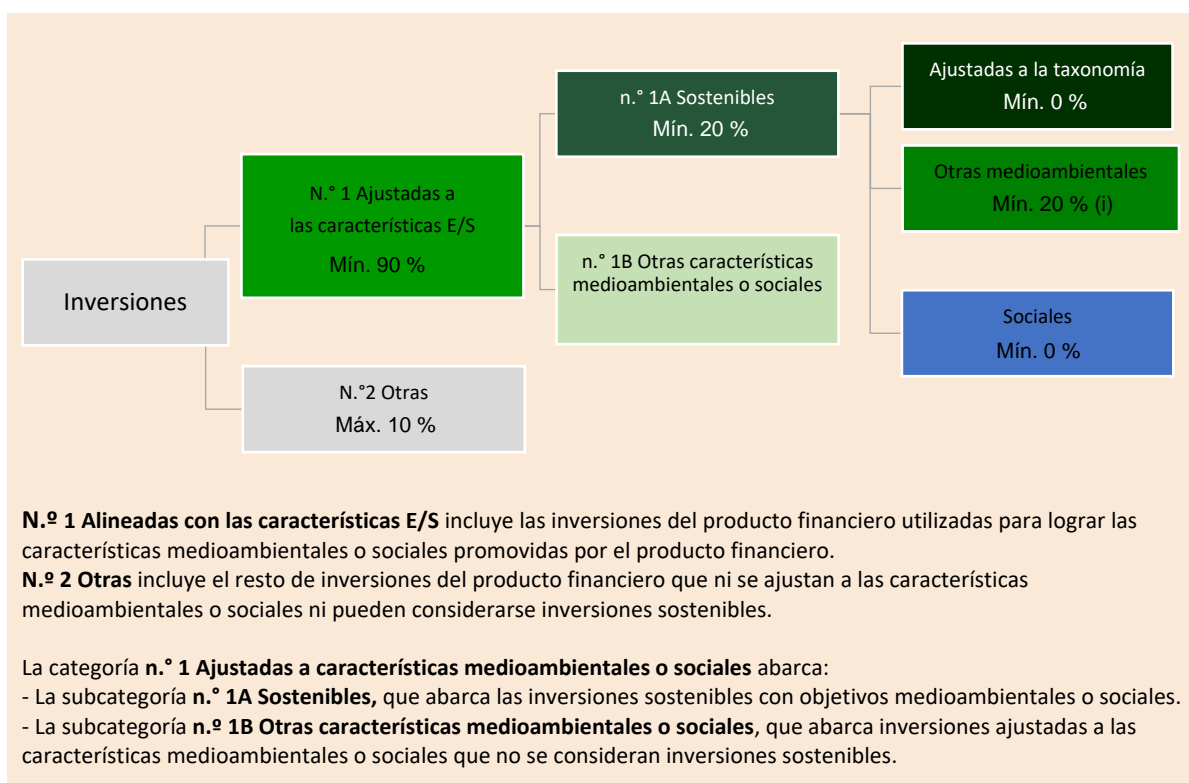 Inversiones
N.° 1 Ajustadas a
las características E/S
Mín. 90 %
N.°2 Otras
Máx. 10 %
n.° 1A Sostenibles
Mín. 20 %
n.° 1B Otras características
medioambientales o sociales
Ajustadas a la taxonomía
Mín. 0 %
Otras medioambientales
Mín. 20 % (i)
Sociales
Mín. 0 %
N.º 1 Alineadas con las características E/S incluye las inversiones del producto financiero utilizadas para lograr las
características medioambientales o sociales promovidas por el producto financiero.
N.º 2 Otras incluye el resto de inversiones del producto financiero que ni se ajustan a las características
medioambientales o sociales ni pueden considerarse inversiones sostenibles.
La categoría n.° 1 Ajustadas a características medioambientales o sociales abarca:
- La subcategoría n.° 1A Sostenibles, que abarca las inversiones sostenibles con objetivos medioambientales o sociales.
- La subcategoría n.º 1B Otras características medioambientales o sociales, que abarca inversiones ajustadas a las
características medioambientales o sociales que no se consideran inversiones sostenibles.